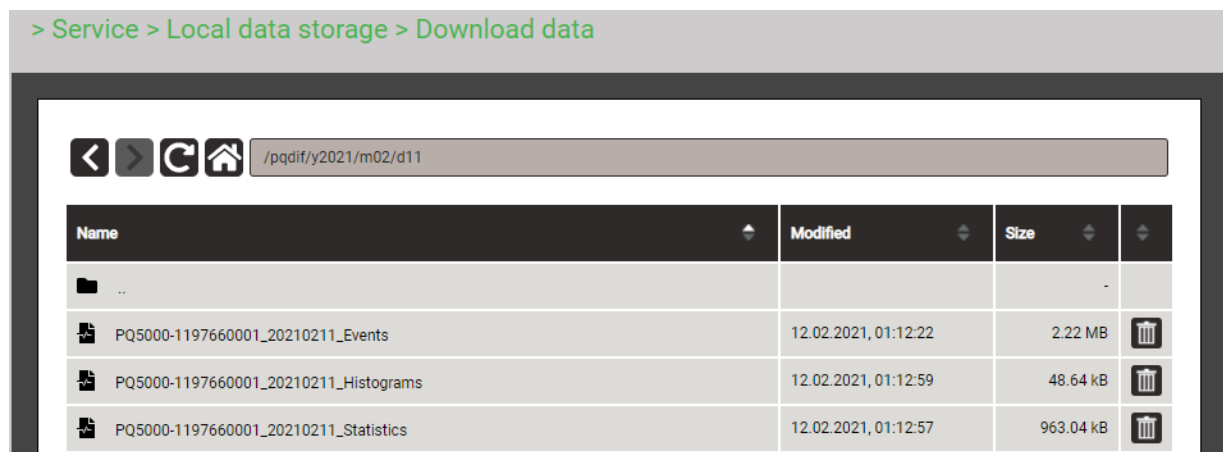 > Service > Local data storage > Download data
/pqdif/y2021/m02/d11
Name Modified Size
.. -
PQ5000-1197660001_20210211_Events 12.02.2021, 01:12:22 2.22 MB
PQ5000-1197660001_20210211_Histograms 12.02.2021, 01:12:59 48.64 kB
PQ5000-1197660001_20210211_Statistics 12.02.2021, 01:12:57 963.04 kB